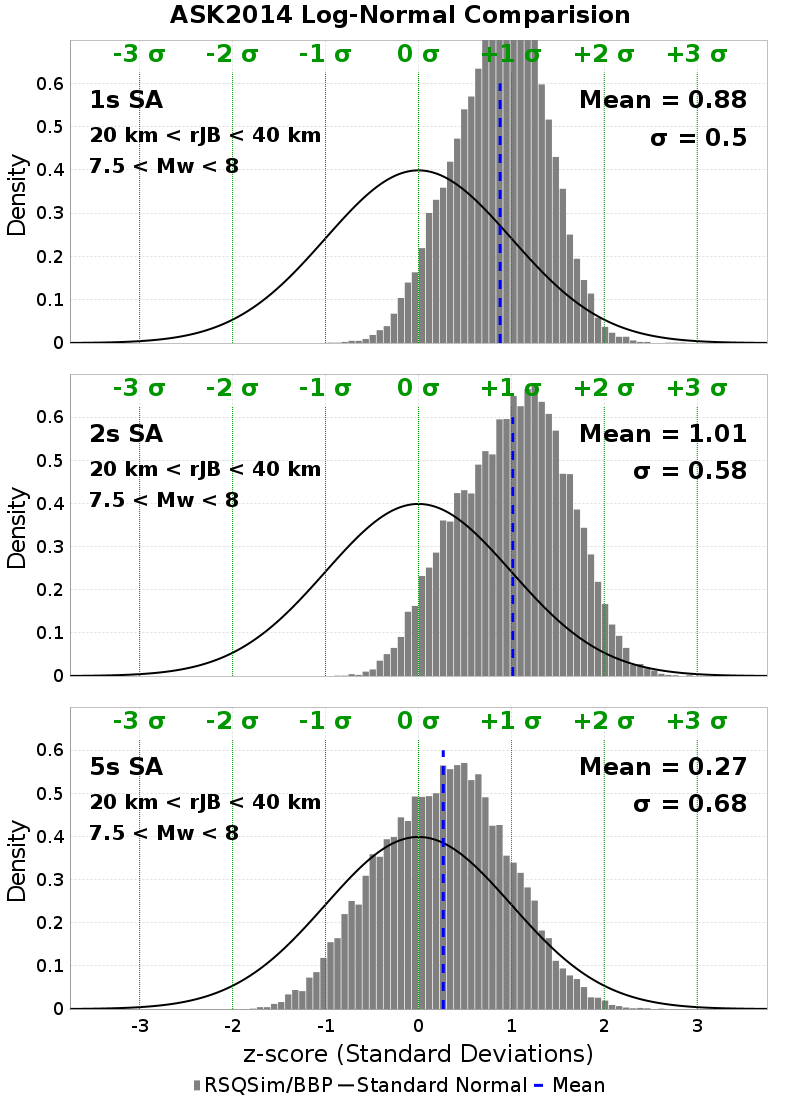 ASK2014 Log-Normal Comparision
-3 σ -2 σ -1 σ 0 σ +1 σ +2 σ +3 σ
1s SA
Mean = 0.88
20 km < rJB < 40 km
σ = 0.5
7.5 < Mw < 8
Density
0.6
0.5
0.4
0.3
0.2
0.1
0
-3 σ -2 σ -1 σ 0 σ +1 σ +2 σ +3 σ
2s SA
Mean = 1.01
20 km < rJB < 40 km
σ = 0.58
7.5 < Mw < 8
Density
0.6
0.5
0.4
0.3
0.2
0.1
0
-3 σ -2 σ -1 σ 0 σ +1 σ +2 σ +3 σ
5s SA
Mean = 0.27
20 km < rJB < 40 km
σ = 0.68
7.5 < Mw < 8
Density
0.6
0.5
0.4
0.3
0.2
0.1
0
-3 -2 -1 0 1 2 3
z-score (Standard Deviations)
RSQSim/BBP Standard Normal Mean